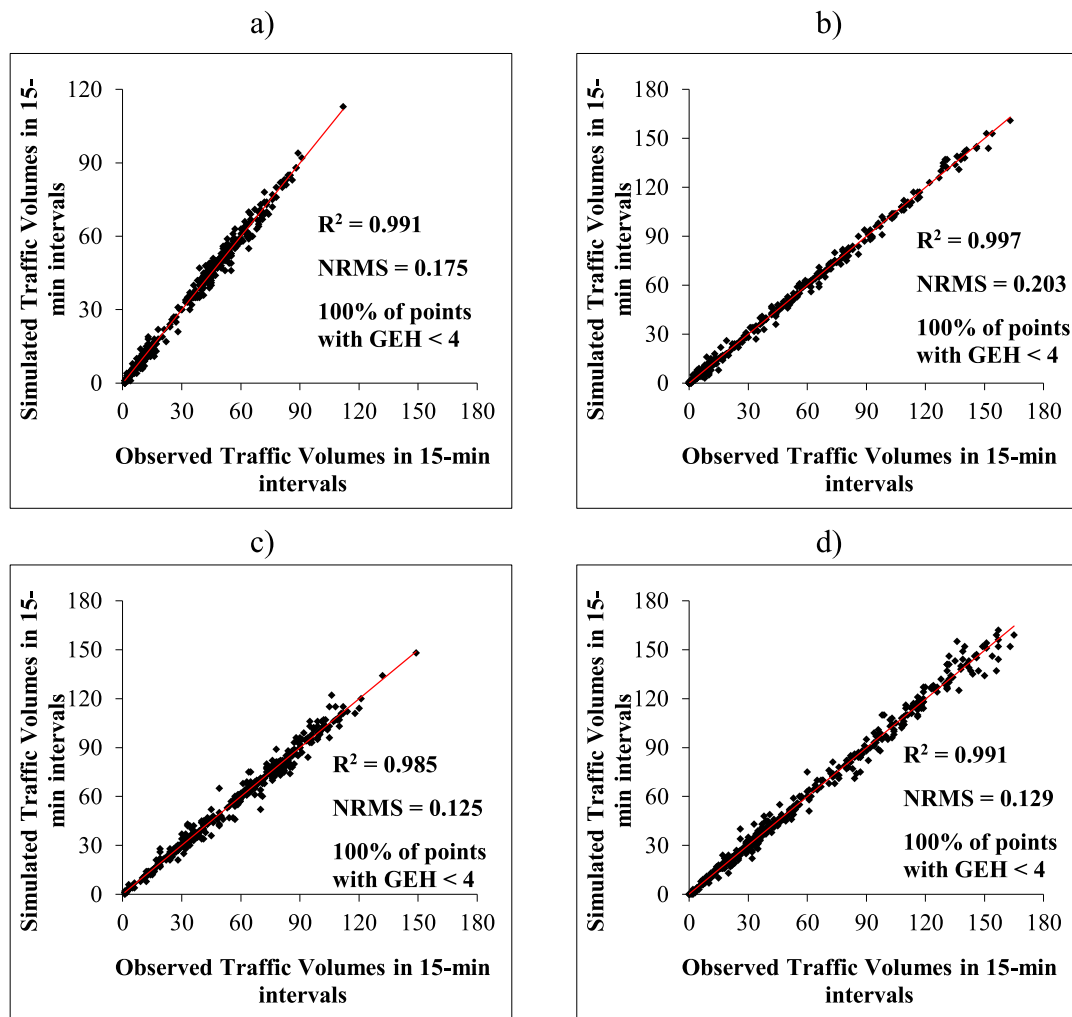 a)
Simulated Traffic Volumes in 15-
min intervals
120
90
60
30
0
R² = 0.991
NRMS = 0.175
100% of points
with GEH < 4
0 30 60 90 120 150 180
Observed Traffic Volumes in 15-min
intervals
b)
Simulated Traffic Volumes in 15-
min intervals
180
150
120
90
60
30
0
R² = 0.997
NRMS = 0.203
100% of points
with GEH < 4
0 30 60 90 120 150 180
Observed Traffic Volumes in 15-min
intervals
c)
Simulated Traffic Volumes in 15-
min intervals
180
150
120
90
60
30
0
R² = 0.985
NRMS = 0.125
100% of points
with GEH < 4
0 30 60 90 120 150 180
Observed Traffic Volumes in 15-min
intervals
d)
Simulated Traffic Volumes in 15-
min intervals
180
150
120
90
60
30
0
R² = 0.991
NRMS = 0.129
100% of points
with GEH < 4
0 30 60 90 120 150 180
Observed Traffic Volumes in 15-min
intervals